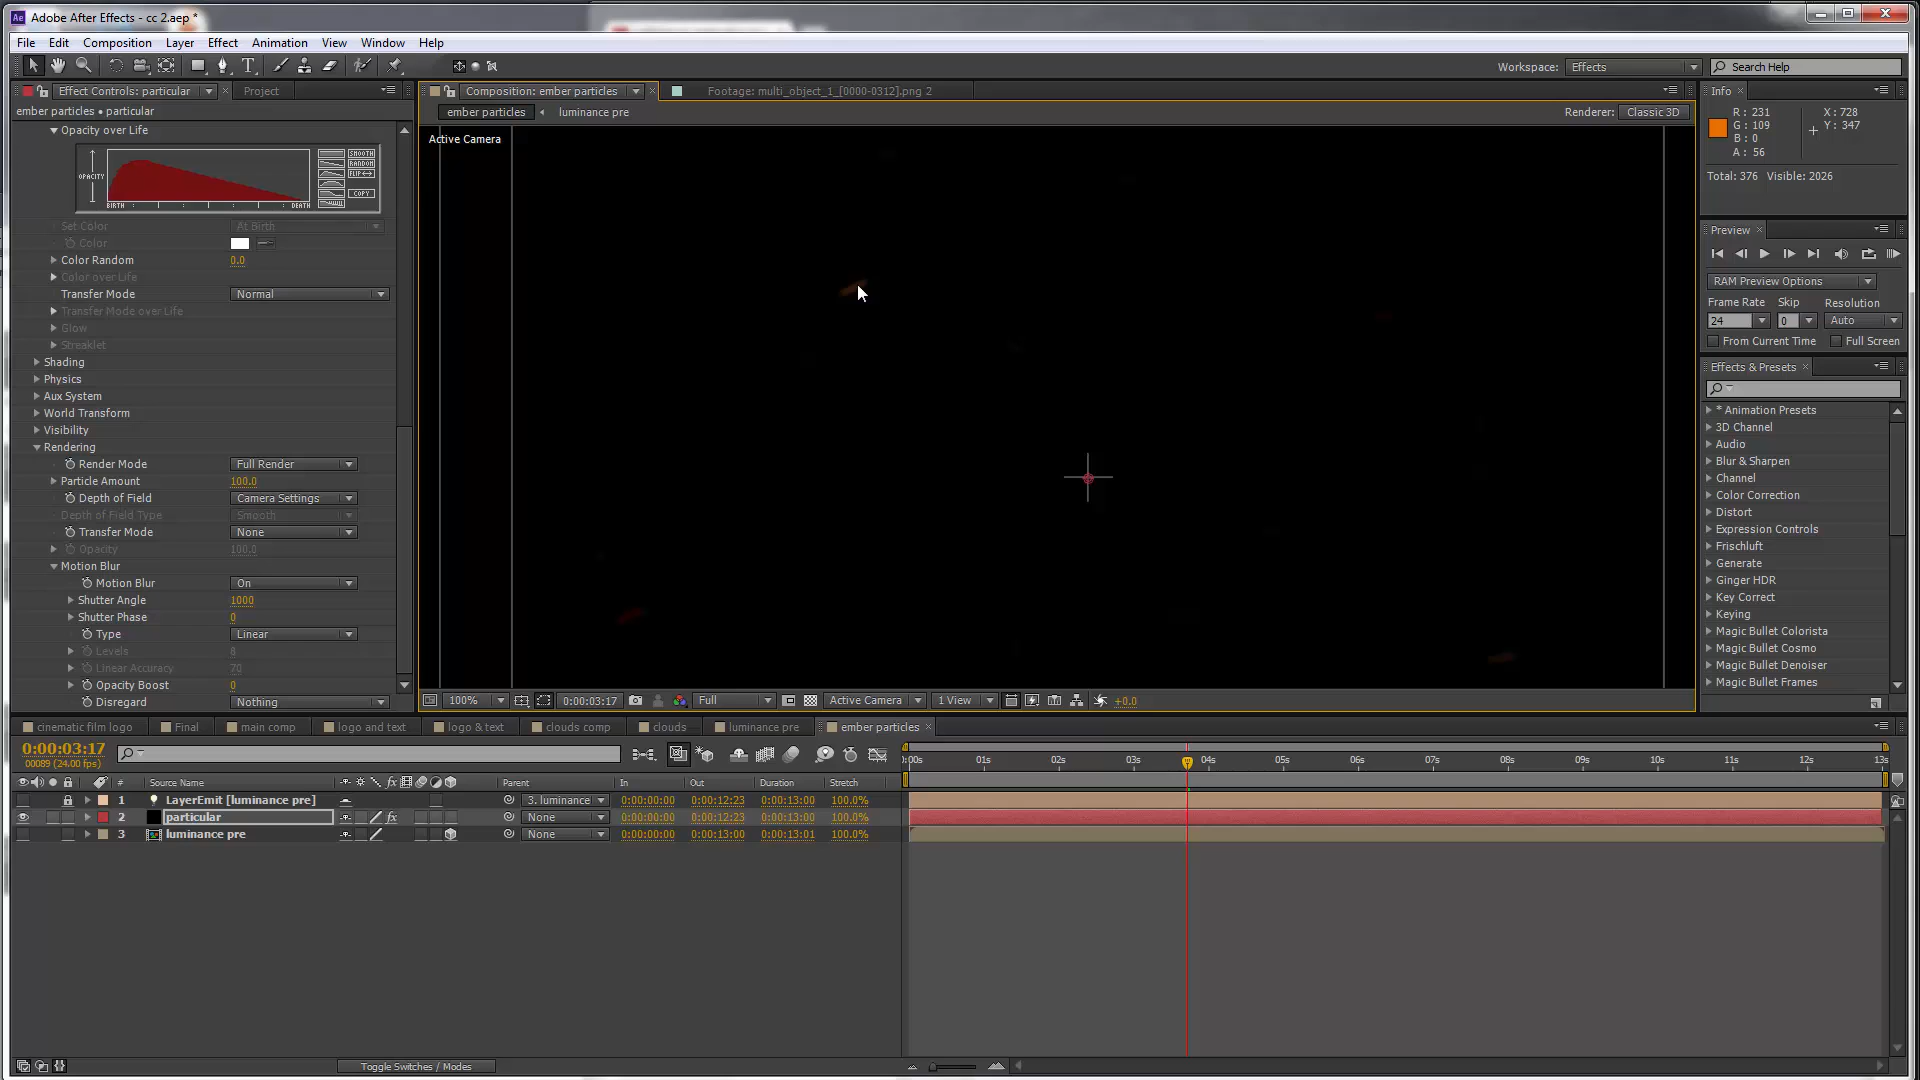 Adobe After Effects - cc 2.aep *
File Edit Composition Layer Effect Animation View Window Help
Workspace: Effects Search Help
Effect Controls: particular Project
ember particles • particular
Opacity over Life
OPACITY
SMOOTH
RANDOM
FLIP
COPY
BIRTH DEATH
Set Color At Birth
Color
Color Random 0.0
Color over Life
Transfer Mode Normal
Transfer Mode over Life
Glow
Streaklet
Shading
Physics
Aux System
World Transform
Visibility
Rendering
Render Mode Full Render
Particle Amount 100.0
Depth of Field Camera Settings
Depth of Field Type Smooth
Transfer Mode None
Opacity 100.0
Motion Blur
Motion Blur On
Shutter Angle 1000
Shutter Phase 0
Type Linear
Levels 8
Linear Accuracy 70
Opacity Boost 0
Disregard Nothing
Composition: ember particles Footage: multi_object_1_[0000-0312].png 2
ember particles luminance pre Renderer: Classic 3D
Active Camera
100% 0:00:03:17 Full Active Camera 1 View +0.0
Info
R : 231
G : 109
B : 0
A : 56
X : 728
Y : 347
Total: 376 Visible: 2026
Preview
RAM Preview Options
Frame Rate Skip Resolution
24 0 Auto
From Current Time Full Screen
Effects & Presets
* Animation Presets
3D Channel
Audio
Blur & Sharpen
Channel
Color Correction
Distort
Expression Controls
Frischluft
Generate
Ginger HDR
Key Correct
Keying
Magic Bullet Colorista
Magic Bullet Cosmo
Magic Bullet Denoiser
Magic Bullet Frames
cinematic film logo Final main comp logo and text logo & text clouds comp clouds luminance pre ember particles
0:00:03:17
00089 (24.00 fps)
# Source Name Parent In Out Duration Stretch
1 LayerEmit [luminance pre] 3. luminance 0:00:00:00 0:00:12:23 0:00:13:00 100.0%
2 particular None 0:00:00:00 0:00:12:23 0:00:13:00 100.0%
3 luminance pre None 0:00:00:00 0:00:13:00 0:00:13:01 100.0%
):00s 01s 02s 03s 04s 05s 06s 07s 08s 09s 10s 11s 12s 13s
Toggle Switches / Modes